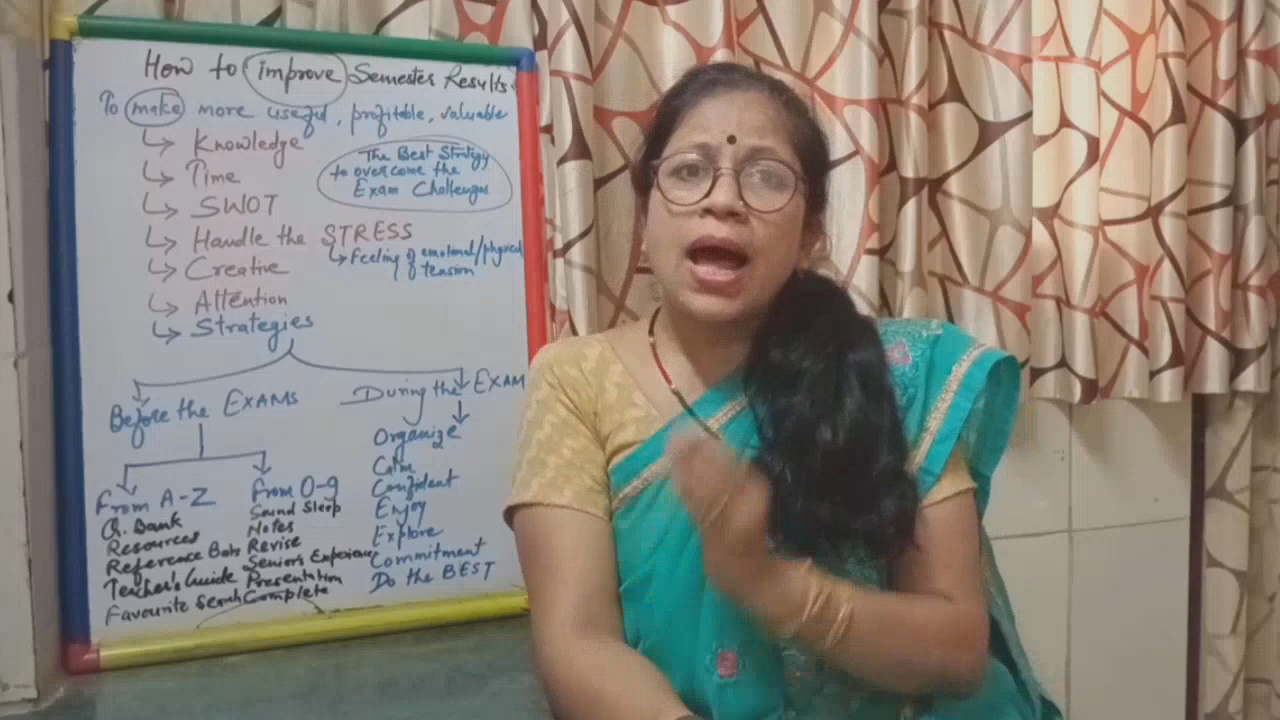 How to improve Semester Results.
To make more useful, profitable, valuable
Knowledge
Time
SWOT
Handle the STRESS
Feeling of emotional/physical
tension
Creative
Attention
Strategies
The Best Strategy
to overcome the
Exam Challenges
Before the EXAMS
From A-Z
Q. Bank
Resources
Reference Boks
Teacher's Guide
Favourite Search
From 0-9
Sound Sleep
Notes
Revise
Senior's Experience
Presentation
Complete
During the EXAM
Organize
Calm
Confident
Enjoy
Explore
Commitment
Do the BEST